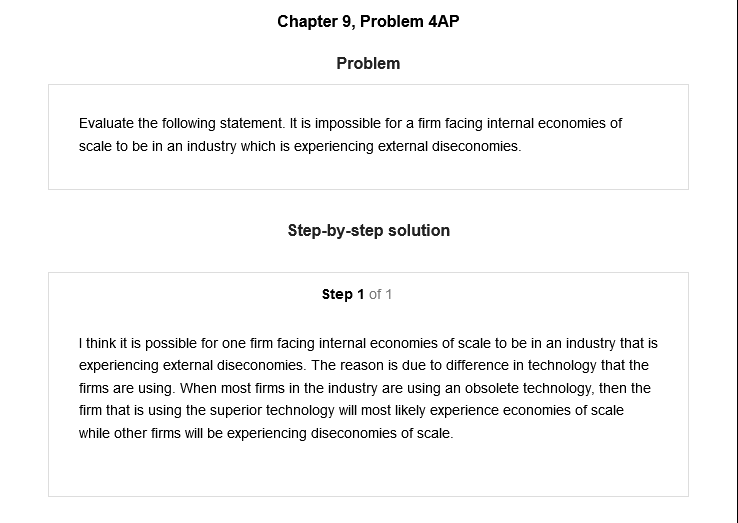 Chapter 9, Problem 4AP
Problem
Evaluate the following statement. It is impossible for a firm facing internal economies of
scale to be in an industry which is experiencing external diseconomies.
Step-by-step solution
Step 1 of 1
I think it is possible for one firm facing internal economies of scale to be in an industry that is
experiencing external diseconomies. The reason is due to difference in technology that the
firms are using. When most firms in the industry are using an obsolete technology, then the
firm that is using the superior technology will most likely experience economies of scale
while other firms will be experiencing diseconomies of scale.